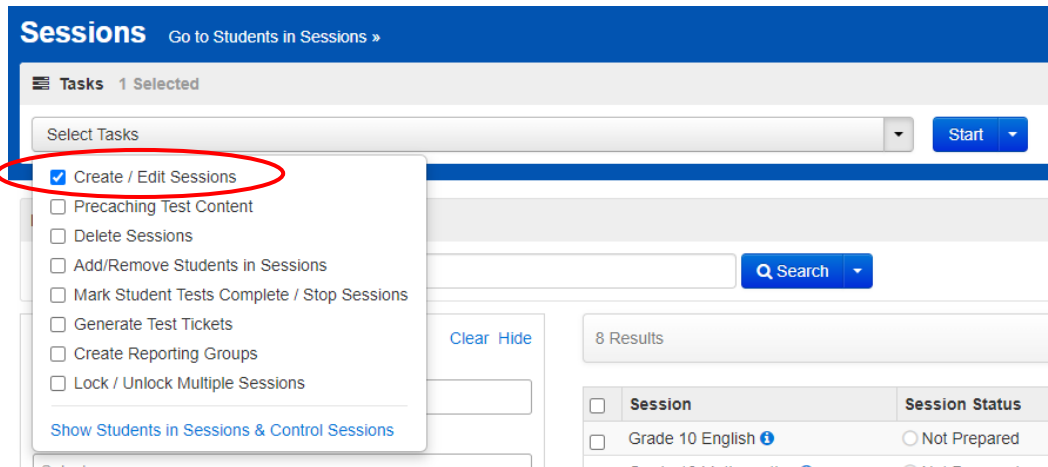 Sessions Go to Students in Sessions »
Tasks 1 Selected
Select Tasks Start
Create / Edit Sessions
Precaching Test Content
Delete Sessions
Add/Remove Students in Sessions
Search
Mark Student Tests Complete / Stop Sessions
Generate Test Tickets
Clear Hide
8 Results
Create Reporting Groups
Lock / Unlock Multiple Sessions
Show Students in Sessions & Control Sessions
Session Session Status
Grade 10 English Not Prepared